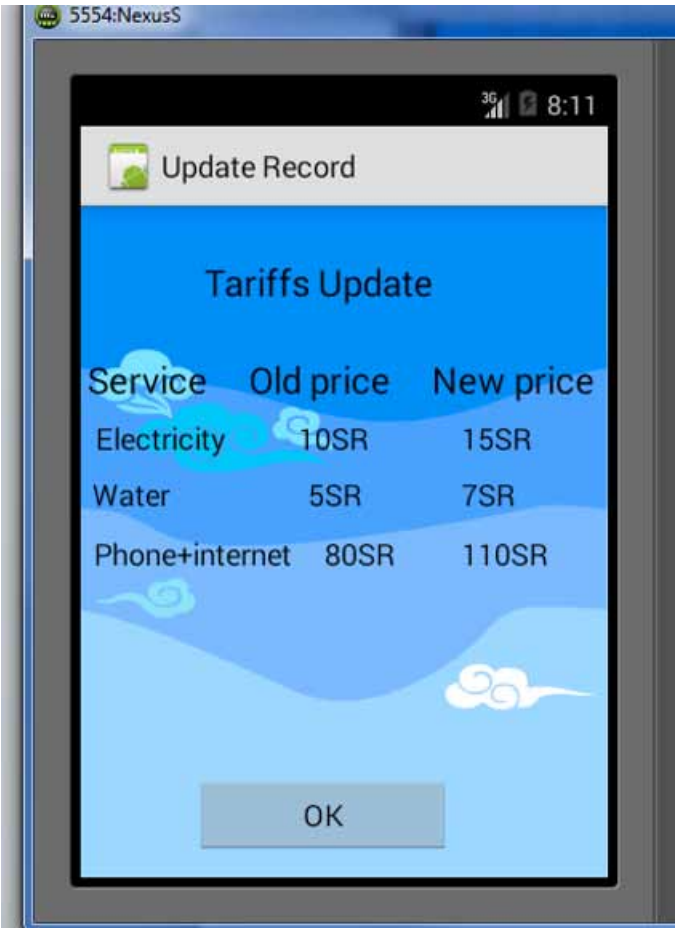 5554:NexusS
3G 8:11
Update Record
Tariffs Update
Service Old price New price
Electricity 10SR 15SR
Water 5SR 7SR
Phone+internet 80SR 110SR
OK